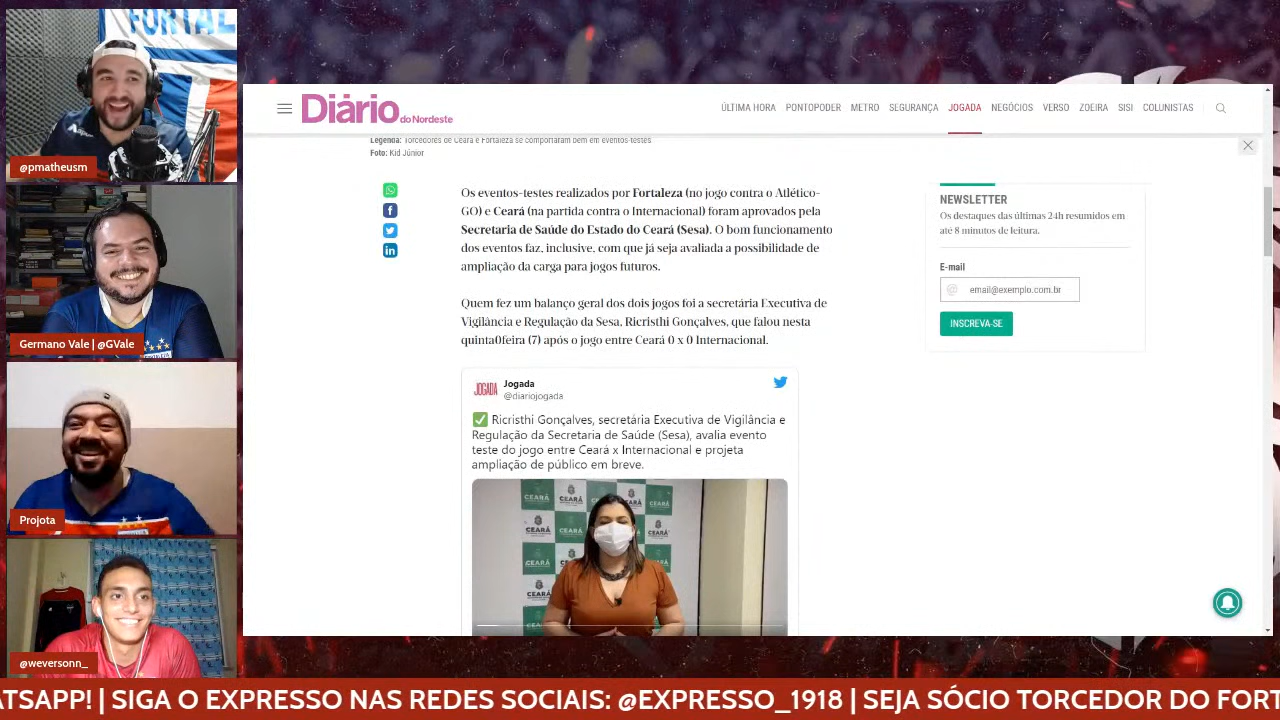 FORTAL
@pmatheusm
Germano Vale | @GVale
Projota
@weversonn_
Diário do Nordeste
ÚLTIMA HORA PONTOPODER METRO SEGURANÇA JOGADA NEGÓCIOS VERSO ZOEIRA SISI COLUNISTAS
Legenda: Torcedores de Ceará e Fortaleza se comportaram bem em eventos-testes
Foto: Kid Júnior
Os eventos-testes realizados por Fortaleza (no jogo contra o Atlético-
GO) e Ceará (na partida contra o Internacional) foram aprovados pela
Secretaria de Saúde do Estado do Ceará (Sesa). O bom funcionamento
dos eventos faz, inclusive, com que já seja avaliada a possibilidade de
ampliação da carga para jogos futuros.
Quem fez um balanço geral dos dois jogos foi a secretária Executiva de
Vigilância e Regulação da Sesa, Ricristhi Gonçalves, que falou nesta
quinta0feira (7) após o jogo entre Ceará 0 x 0 Internacional.
JOGADA
Jogada
@diariojogada
✅ Ricristhi Gonçalves, secretária Executiva de Vigilância e
Regulação da Secretaria de Saúde (Sesa), avalia evento
teste do jogo entre Ceará x Internacional e projeta
ampliação de público em breve.
CEARÁ CEARÁ
CEARÁ
CEARÁ
NEWSLETTER
Os destaques das últimas 24h resumidos em
até 8 minutos de leitura.
E-mail
@ email@exemplo.com.br
INSCREVA-SE
ATSAPP! | SIGA O EXPRESSO NAS REDES SOCIAIS: @EXPRESSO_1918 | SEJA SÓCIO TORCEDOR DO FORT